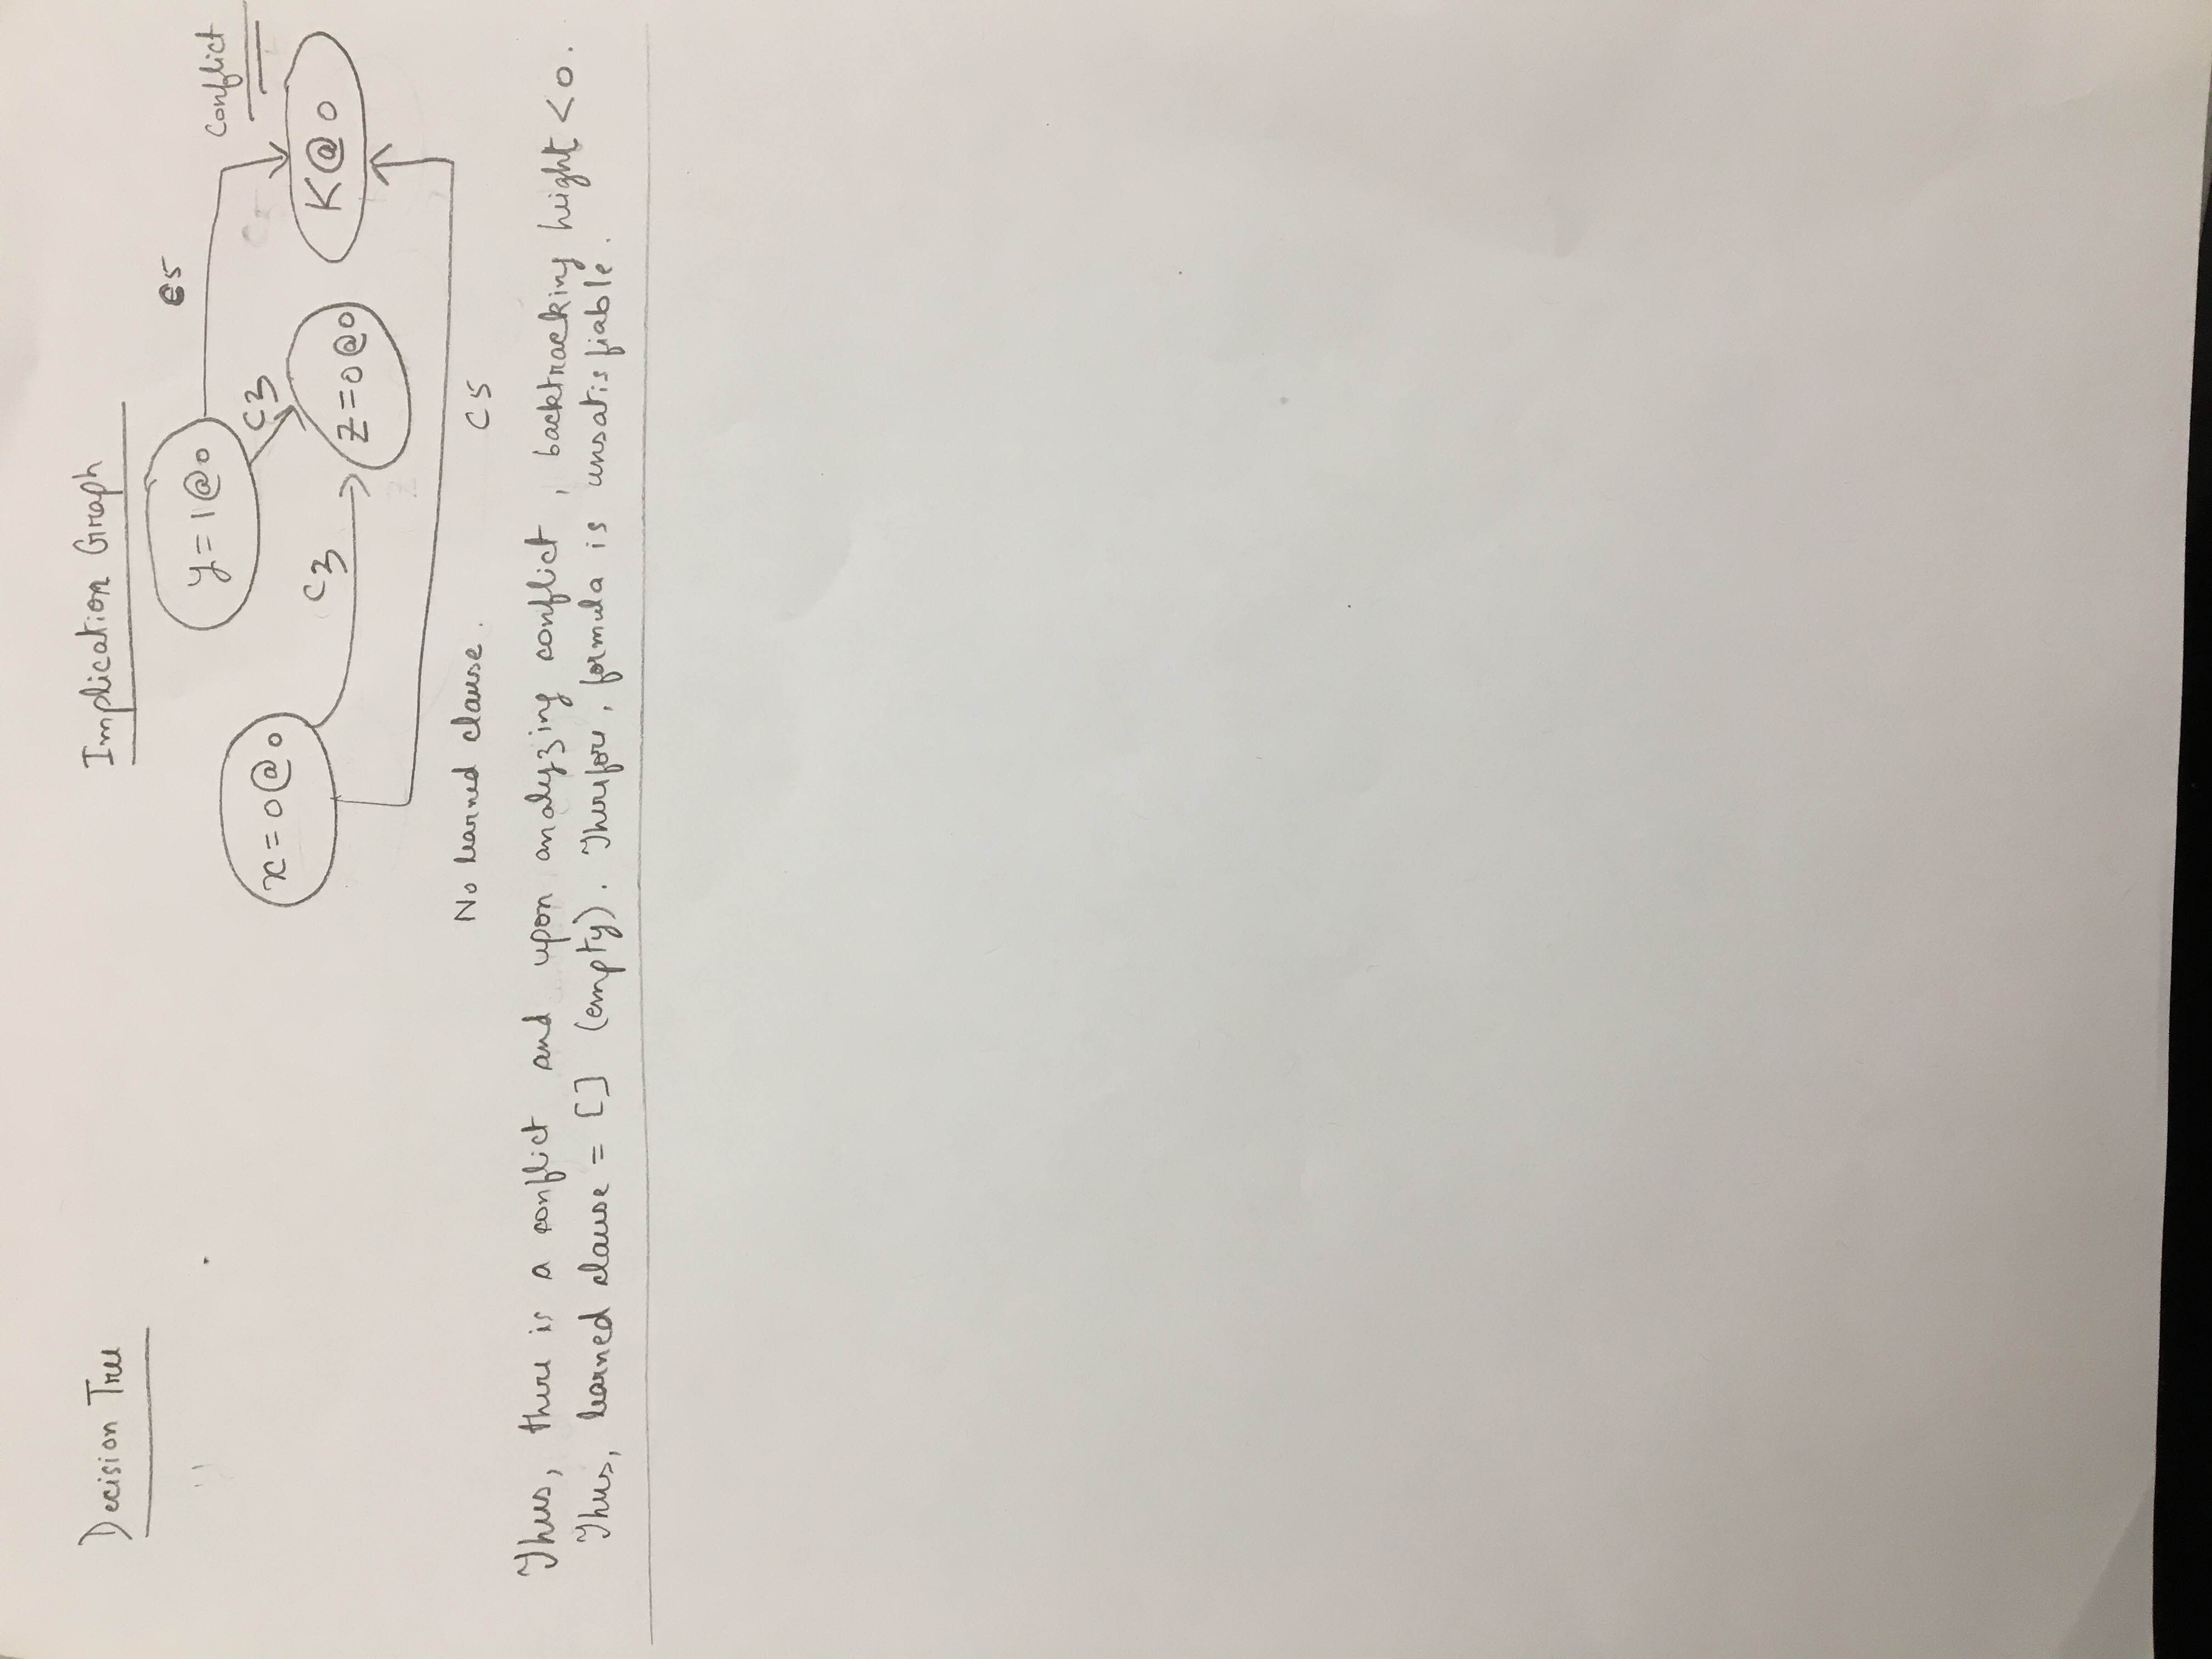 Decision Tree
Implication Graph
y=1@0
C5
Conflict
C3
x=0@0
C3
z=0@0
K@0
No learned clause.
C5
Thus, there is a conflict and upon analyzing conflict, backtracking height <0.
Thus, learned clause = [] (empty). Therefore, formula is unsatisfiable.